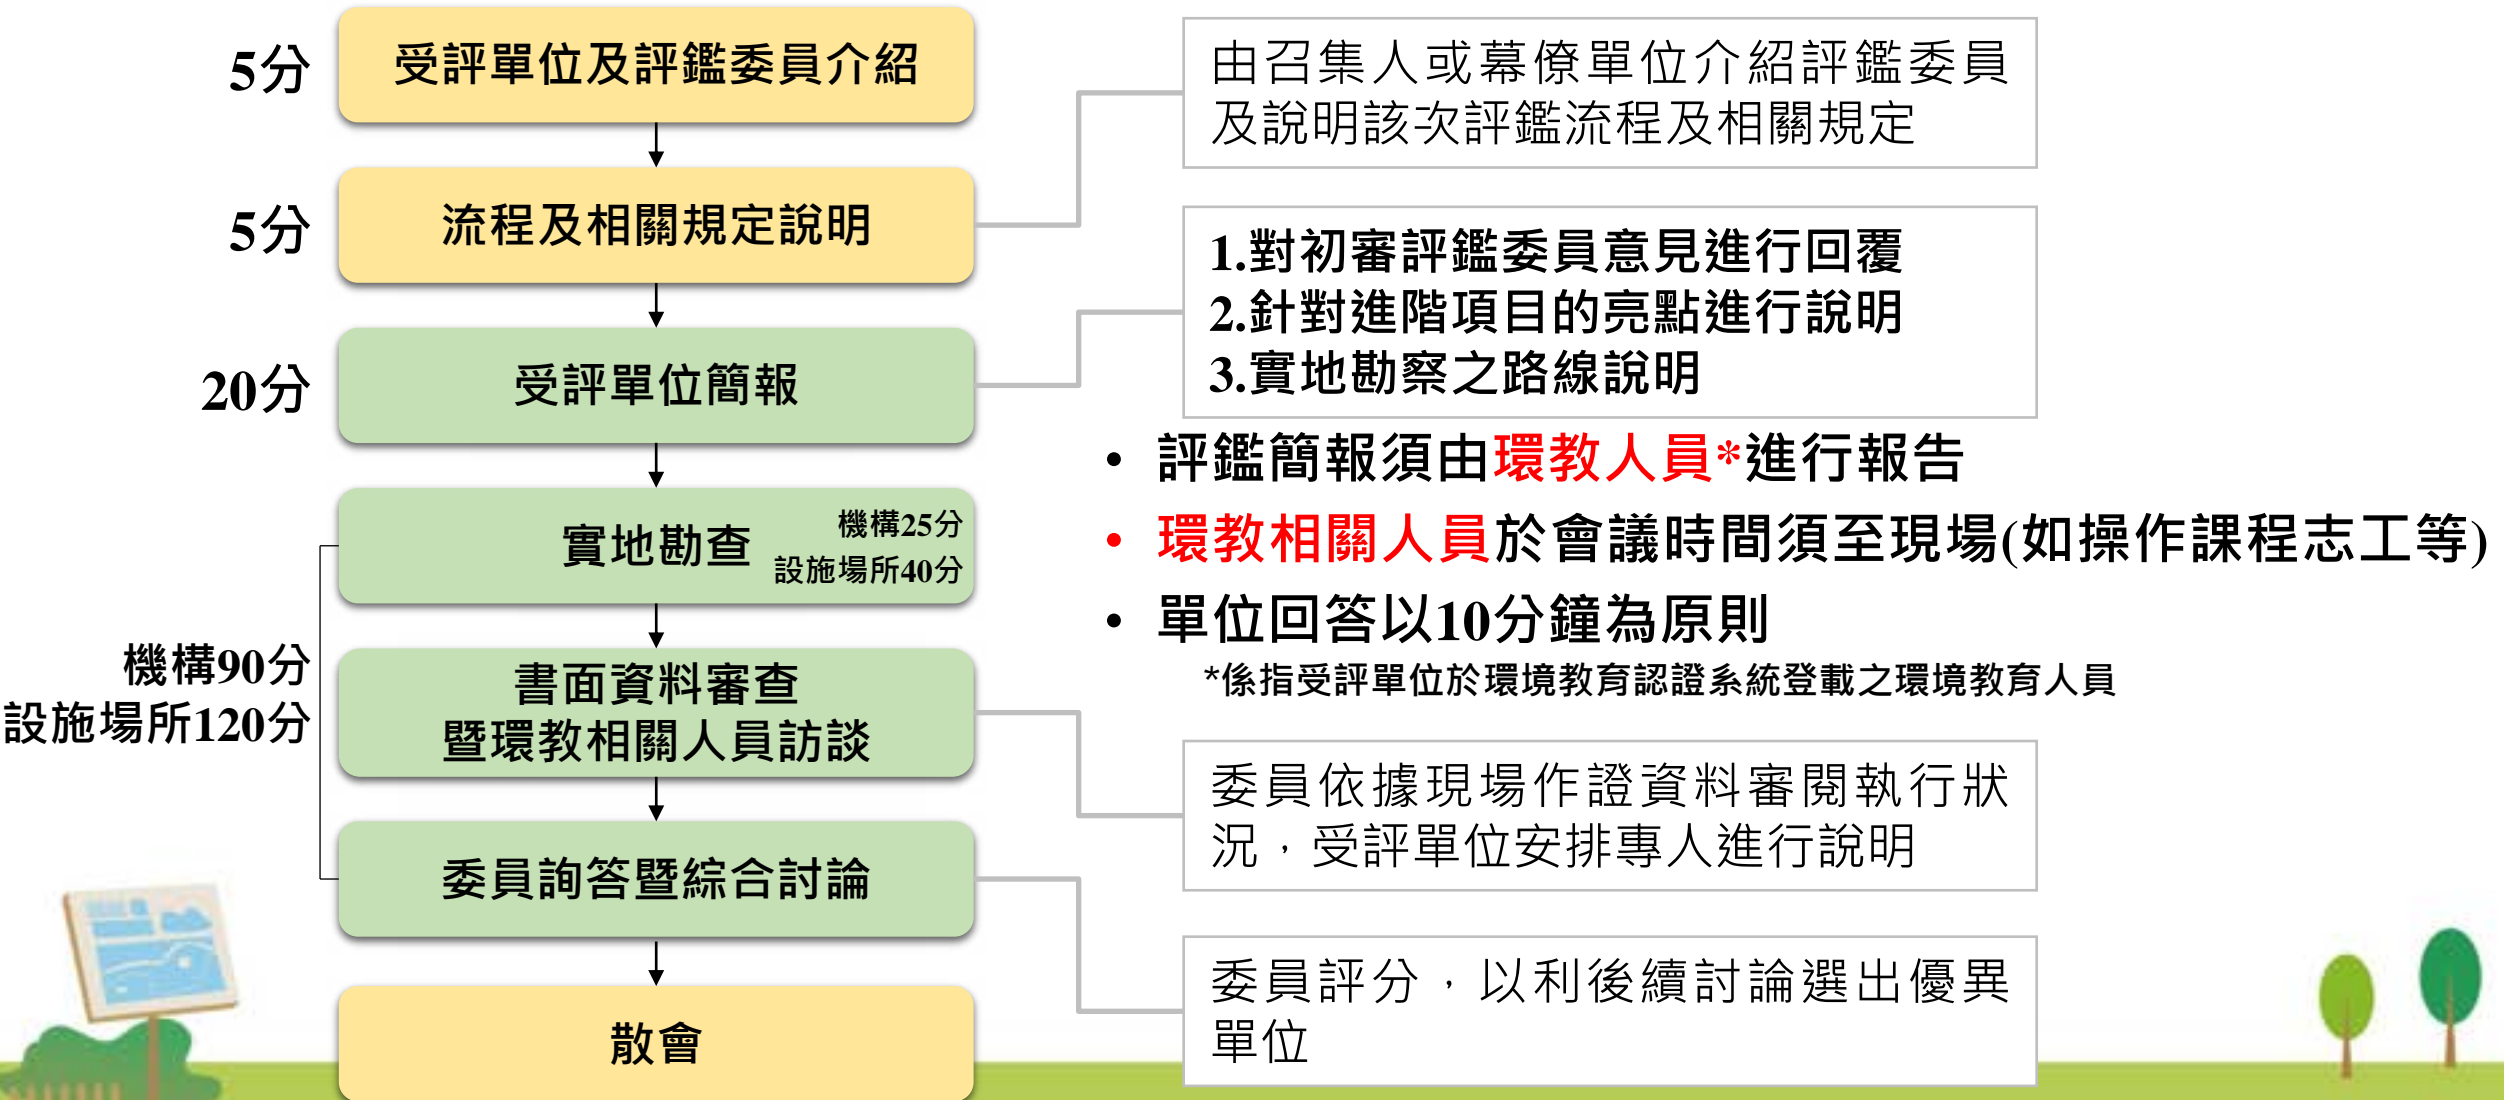 5分
受評單位及評鑑委員介紹
5分
流程及相關規定說明
由召集人或幕僚單位介紹評鑑委員
及說明該次評鑑流程及相關規定
20分
受評單位簡報
1.對初審評鑑委員意見進行回覆
2.針對進階項目的亮點進行說明
3.實地勘察之路線說明
• 評鑑簡報須由環教人員*進行報告
• 環教相關人員於會議時間須至現場(如操作課程志工等)
• 單位回答以10分鐘為原則
*係指受評單位於環境教育認證系統登載之環境教育人員
機構90分
設施場所120分
實地勘查
機構25分
設施場所40分
書面資料審查
暨環教相關人員訪談
委員依據現場作證資料審閱執行狀
況，受評單位安排專人進行說明
委員詢答暨綜合討論
委員評分，以利後續討論選出優異
單位
散會